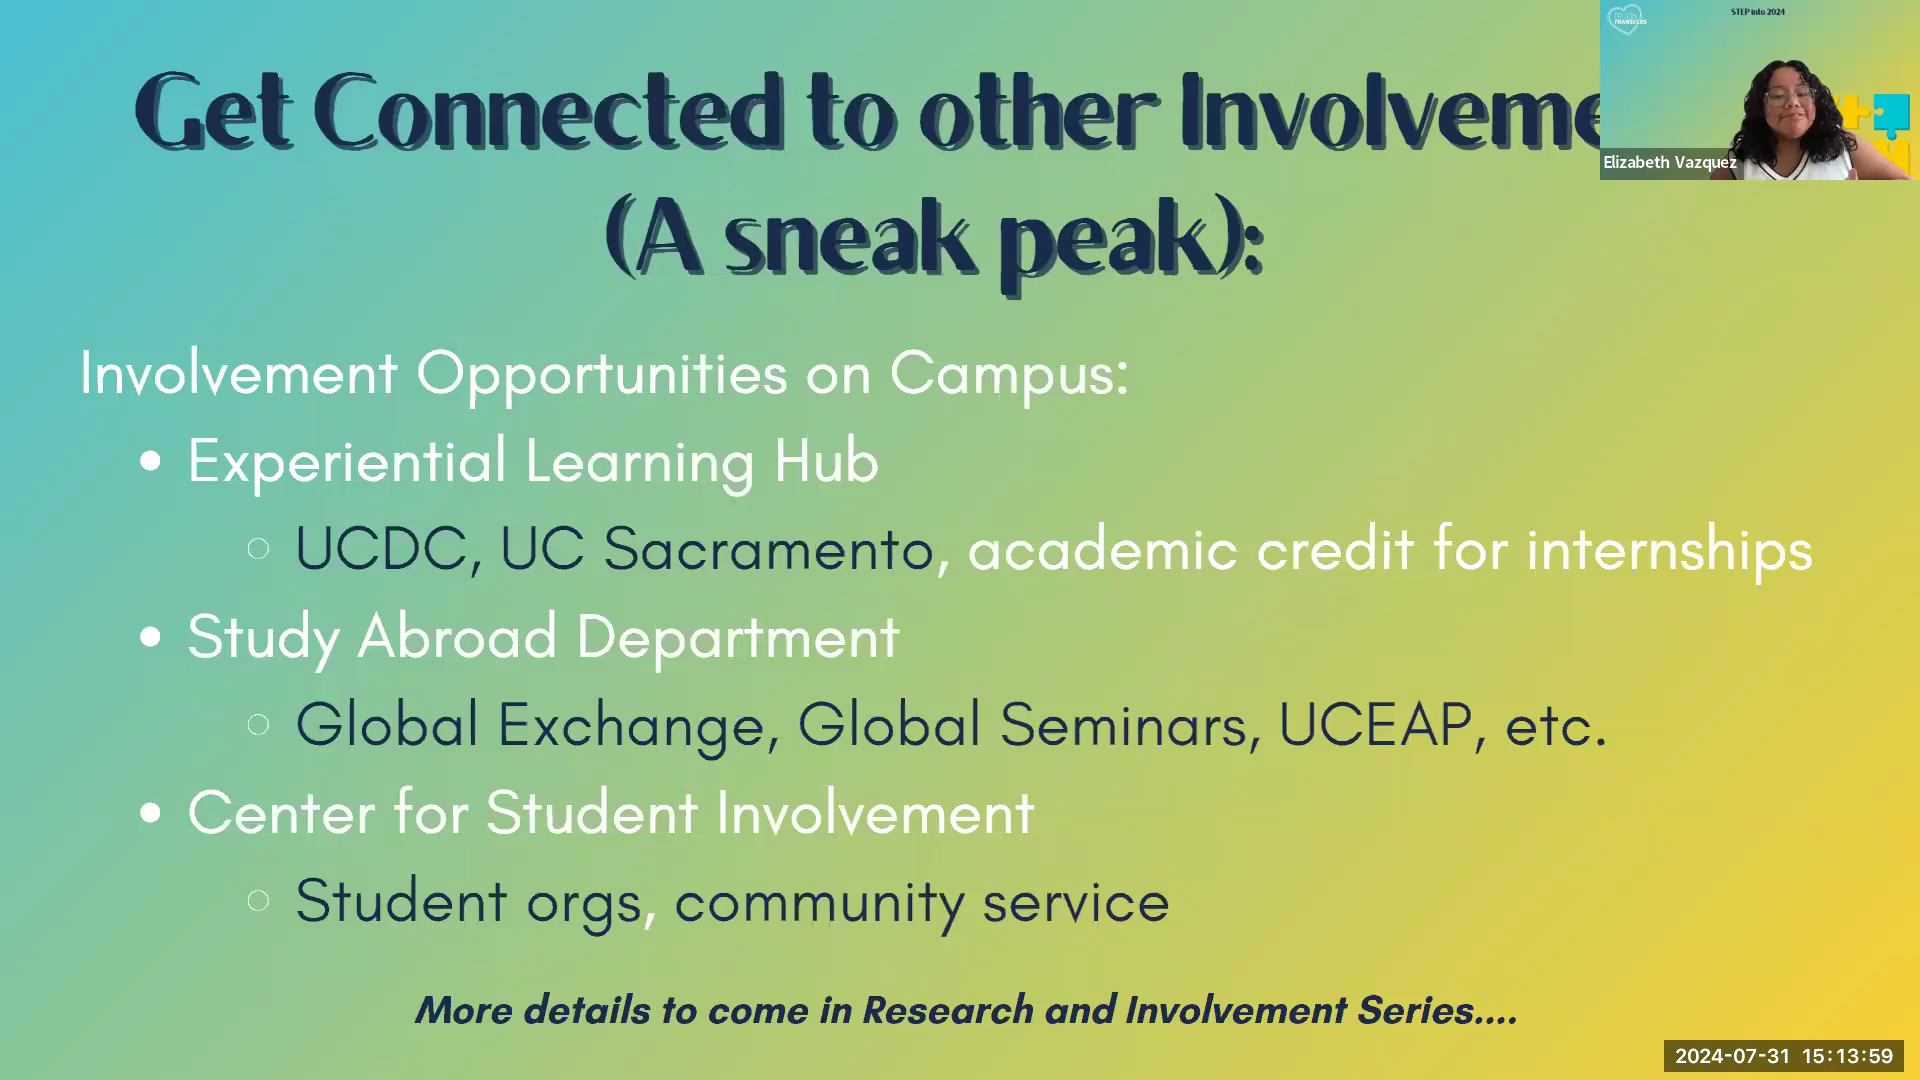 STEP into 2024
TRITON
TRANSFERS
Get Connected to other Involveme
(A sneak peak):
Elizabeth Vazquez
Involvement Opportunities on Campus:
Experiential Learning Hub
UCDC, UC Sacramento, academic credit for internships
Study Abroad Department
Global Exchange, Global Seminars, UCEAP, etc.
Center for Student Involvement
Student orgs, community service
More details to come in Research and Involvement Series....
2024-07-31 15:13:59